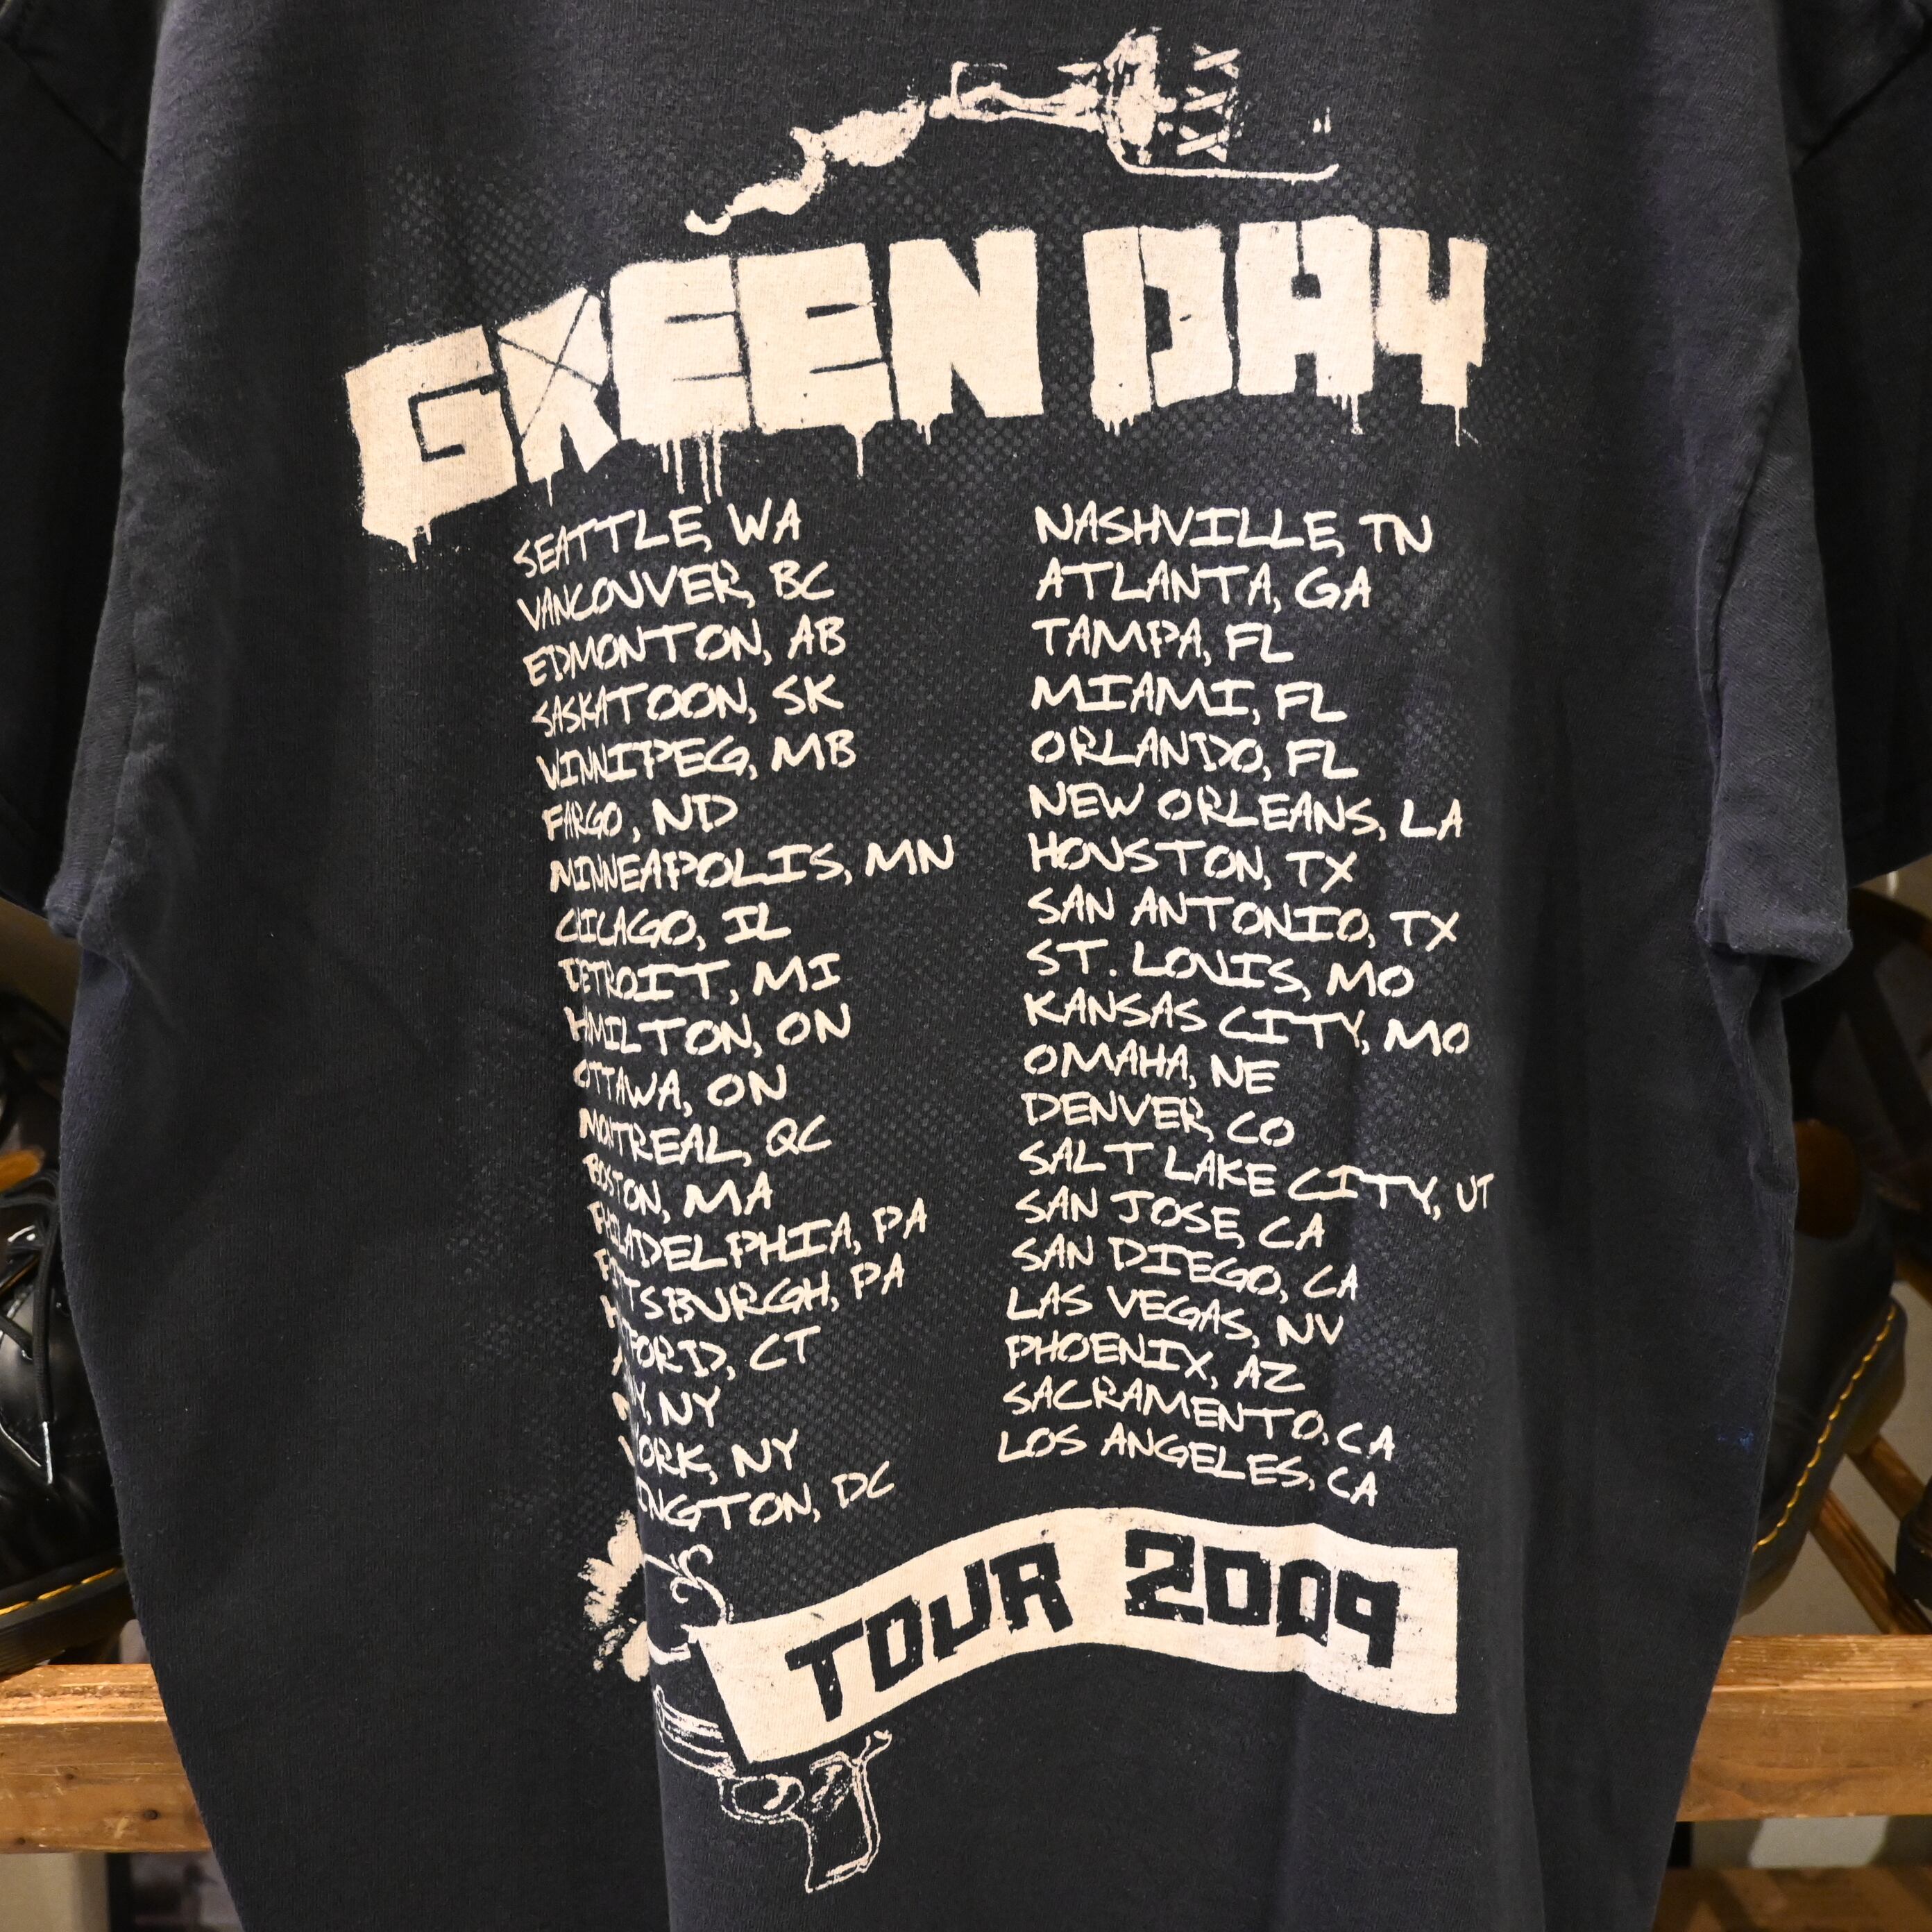 GREEN DAY
SEATTLE, WA
VANCOUVER, BC
EDMONTON, AB
SASKATOON, SK
WINNIPEG, MB
FARGO, ND
MINNEAPOLIS, MN
CHICAGO, IL
DETROIT, MI
HAMILTON, ON
OTTAWA, ON
MONTREAL, QC
BOSTON, MA
PHILADELPHIA, PA
PITTSBURGH, PA
CT
NY
NY
DC
NASHVILLE, TN
ATLANTA, GA
TAMPA, FL
MIAMI, FL
ORLANDO, FL
NEW ORLEANS, LA
HOUSTON, TX
SAN ANTONIO, TX
ST. LOUIS, MO
KANSAS CITY, MO
OMAHA, NE
DENVER, CO
SALT LAKE CITY, UT
SAN JOSE, CA
SAN DIEGO, CA
LAS VEGAS, NV
PHOENIX, AZ
SACRAMENTO, CA
LOS ANGELES, CA
TOUR 2009